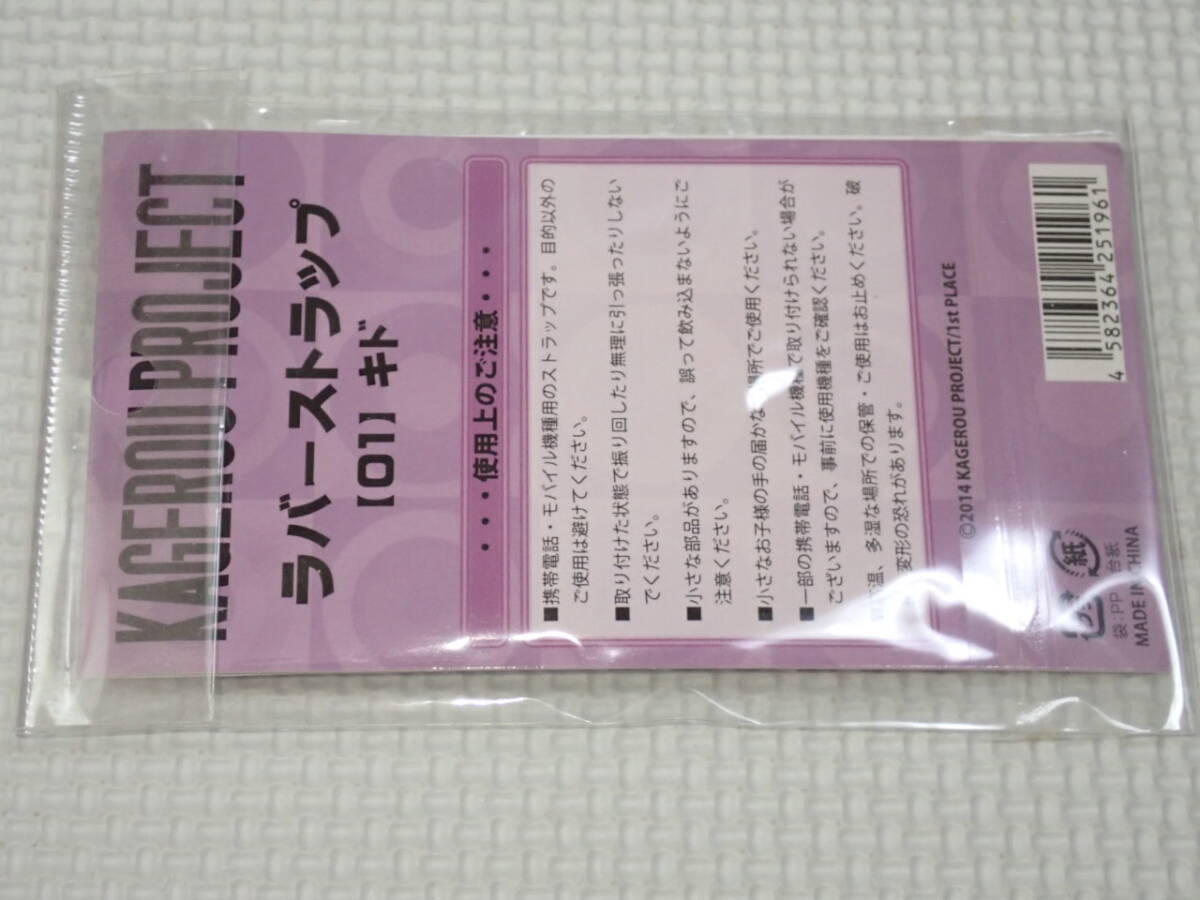 KAGEROU PROJECT
ラバーストラップ
【01】キド
・・・使用上のご注意・・・
■携帯電話・モバイル機種用のストラップです。目的以外の
ご使用は避けてください。
■取り付けた状態で振り回したり無理に引っ張ったりしない
でください。
■小さな部品がありますので、誤って飲み込まないようにご
注意ください。
■小さなお子様の手の届かな場所でご使用ください。
■一部の携帯電話・モバイル機種で取り付けられない場合が
ございますので、事前に使用機種をご確認ください。
温、多湿な場所での保管・ご使用はお止めください。破
変形の恐れがあります。
©2014 KAGEROU PROJECT/1st PLACE
4 582364 251961
プラ 紙
袋:PP 台紙
MADE IN CHINA